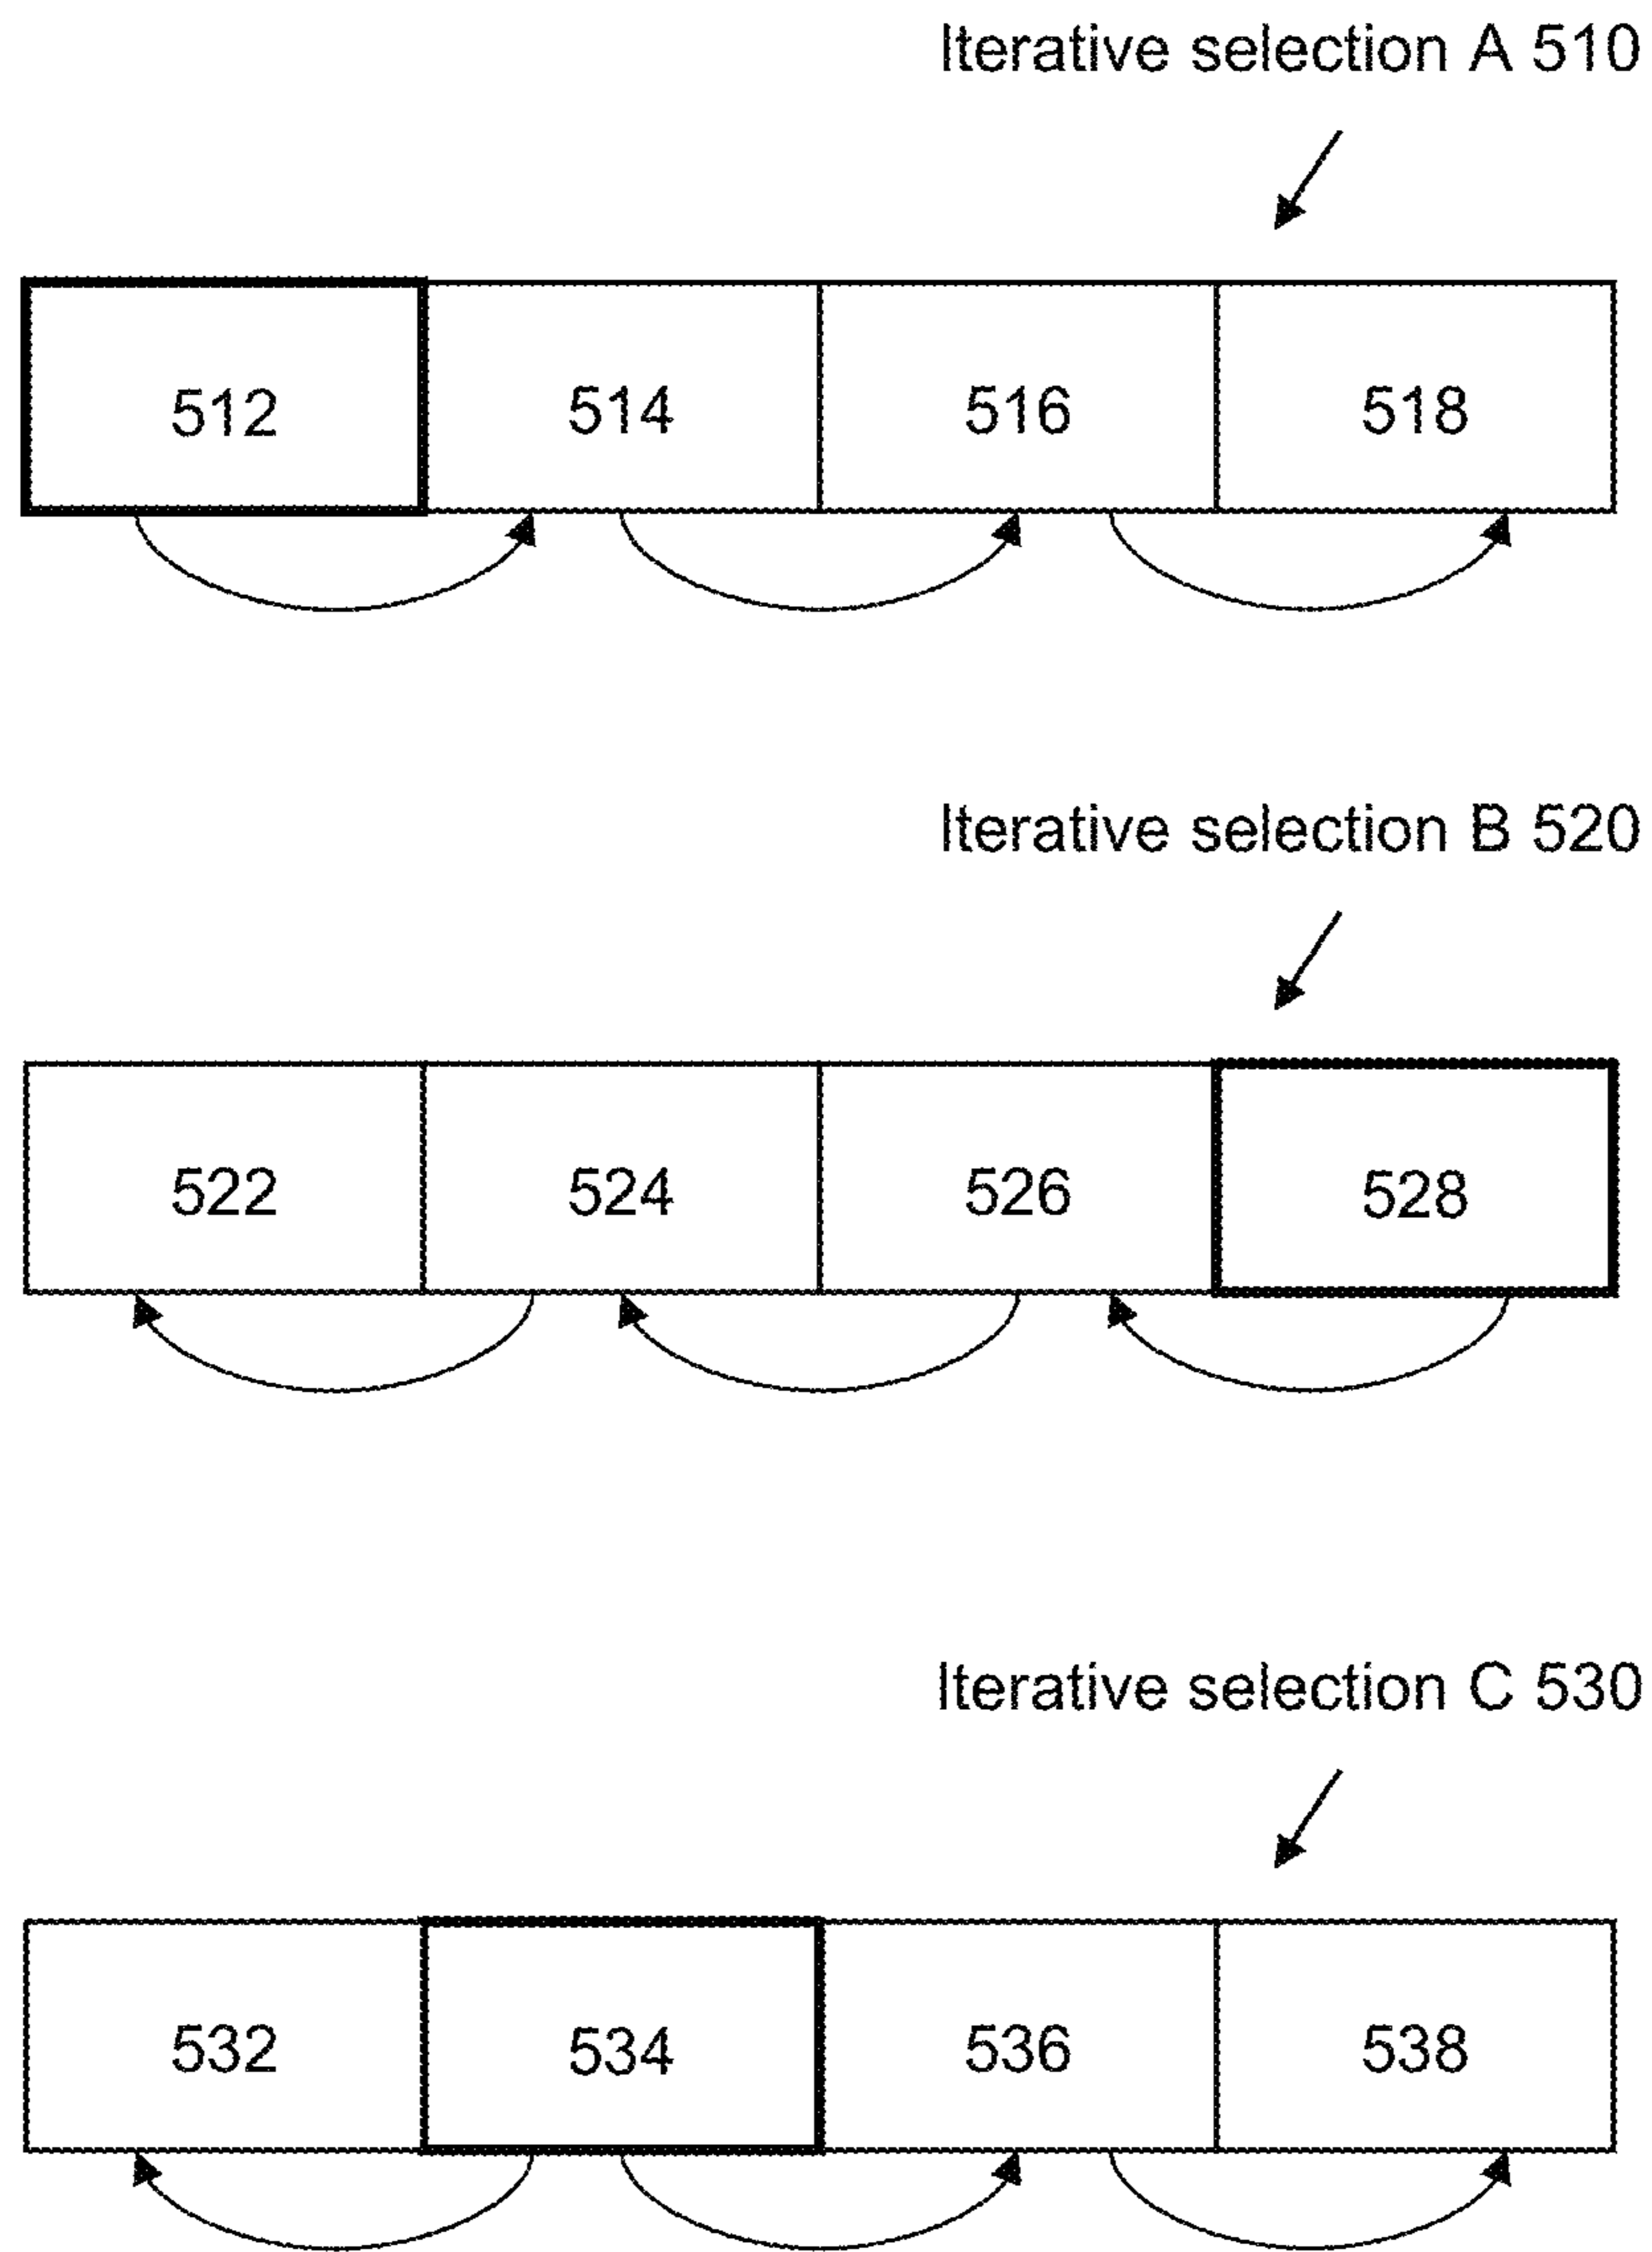 Iterative selection A 510
512 514 516 518
Iterative selection B 520
522 524 526 528
Iterative selection C 530
532 534 536 538